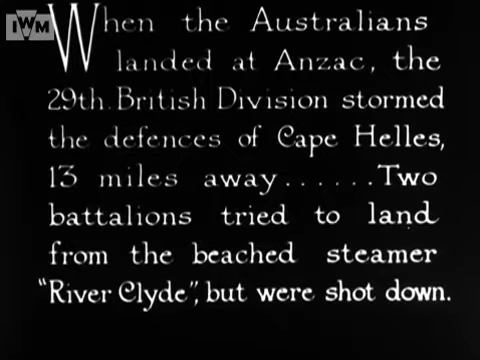 IWM
When the Australians
landed at Anzac, the
29th British Division stormed
the defences of Cape Helles,
13 miles away......Two
battalions tried to land
from the beached steamer
"River Clyde", but were shot down.